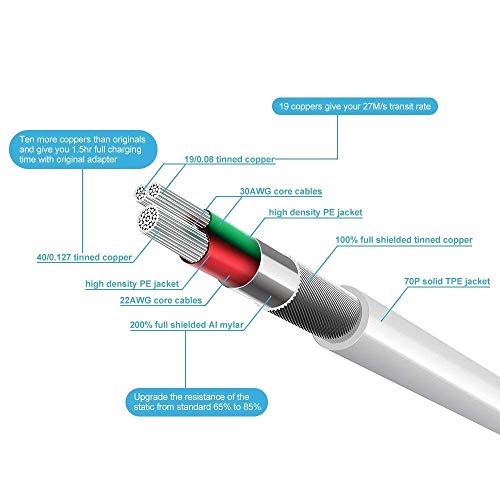 19 coppers give your 27M/s transit rate
Ten more coppers than originals
and give you 1.5hr full charging
time with original adapter
19/0.08 tinned copper
30AWG core cables
high density PE jacket
100% full shielded tinned copper
40/0.127 tinned copper
70P solid TPE jacket
high density PE jacket
22AWG core cables
200% full shielded Al mylar
Upgrade the resistance of the
static from standard 65% to 85%